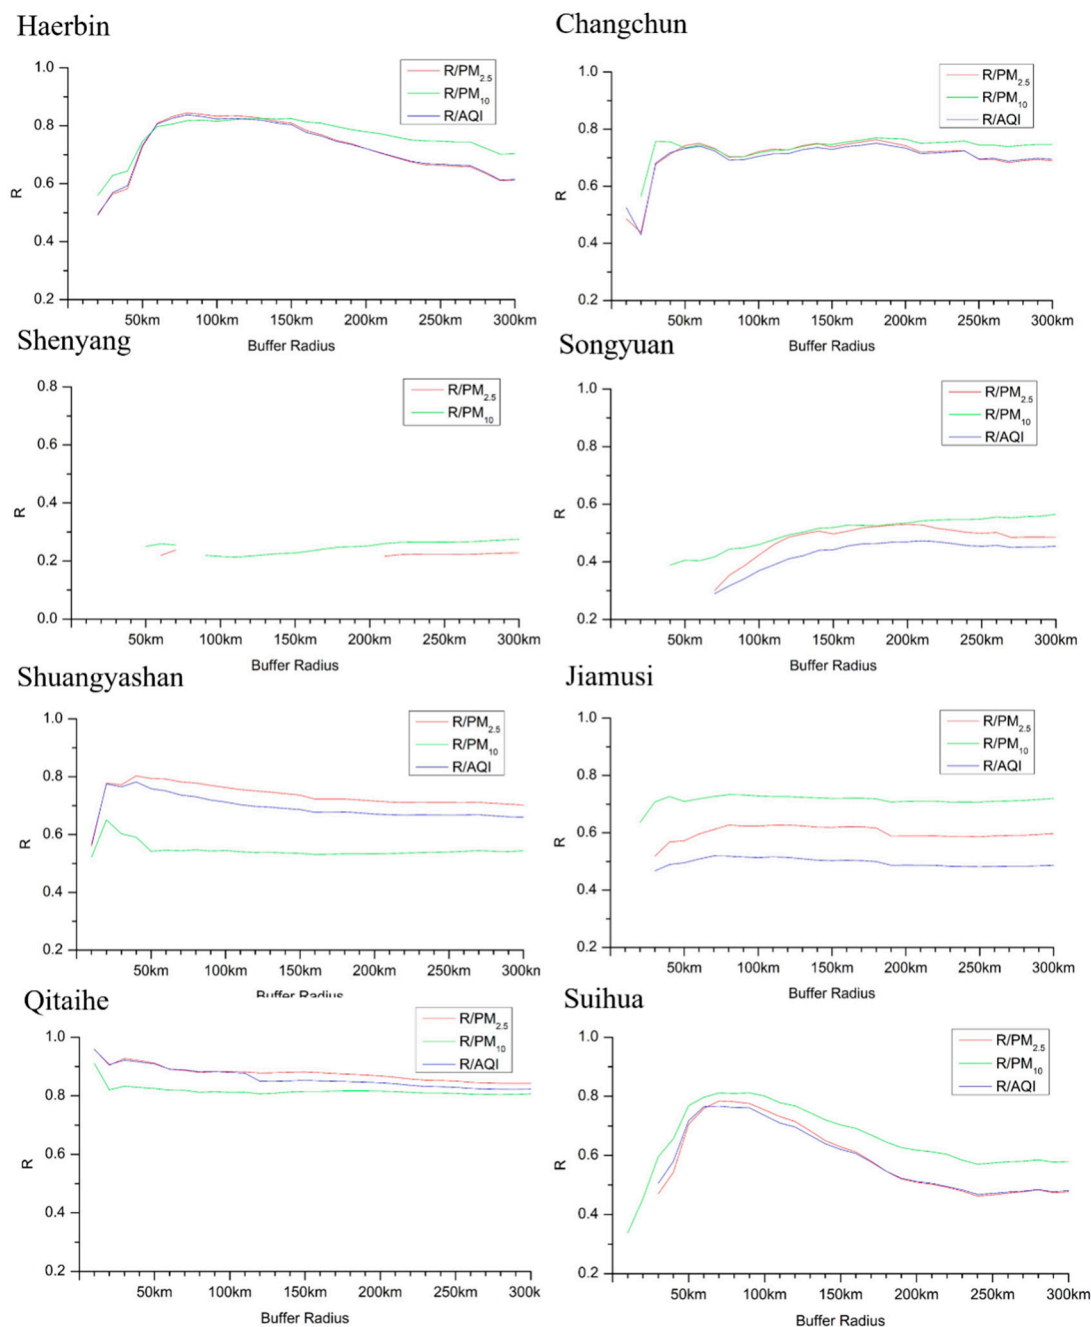 Haerbin
1.0
0.8
0.6
0.4
0.2
R
R/PM2.5
R/PM10
R/AQI
50km 100km 150km 200km 250km 300km
Buffer Radius
Changchun
1.0
0.8
0.6
0.4
0.2
R
R/PM2.5
R/PM10
R/AQI
50km 100km 150km 200km 250km 300km
Buffer Radius
Shenyang
0.8
0.6
0.4
0.2
0.0
R
R/PM2.5
R/PM10
50km 100km 150km 200km 250km 300km
Buffer Radius
Songyuan
1.0
0.8
0.6
0.4
0.2
R
R/PM2.5
R/PM10
R/AQI
50km 100km 150km 200km 250km 300km
Buffer Radius
Shuangyashan
1.0
0.8
0.6
0.4
0.2
R
R/PM2.5
R/PM10
R/AQI
50km 100km 150km 200km 250km 300kn
Buffer Radius
Jiamusi
1.0
0.8
0.6
0.4
0.2
R
R/PM2.5
R/PM10
R/AQI
50km 100km 150km 200km 250km 300km
Buffer Radius
Qitaihe
1.0
0.8
0.6
0.4
0.2
R
R/PM2.5
R/PM10
R/AQI
50km 100km 150km 200km 250km 300k
Buffer Radius
Suihua
1.0
0.8
0.6
0.4
0.2
R
R/PM2.5
R/PM10
R/AQI
50km 100km 150km 200km 250km 300km
Buffer Radius